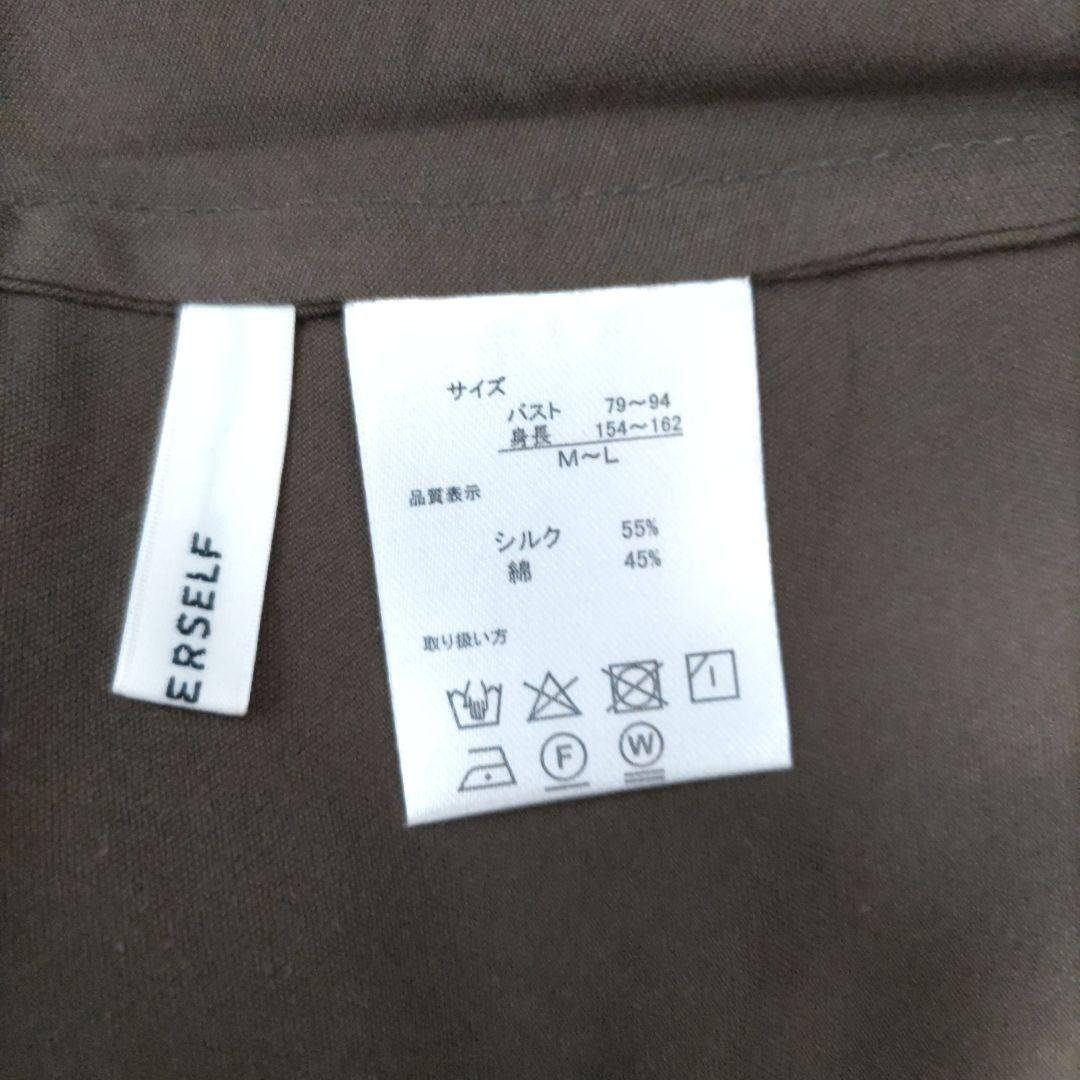 ERSELF
サイズ
バスト 79～94
身長 154～162
M～L
品質表示
シルク 55%
綿 45%
取り扱い方
F W